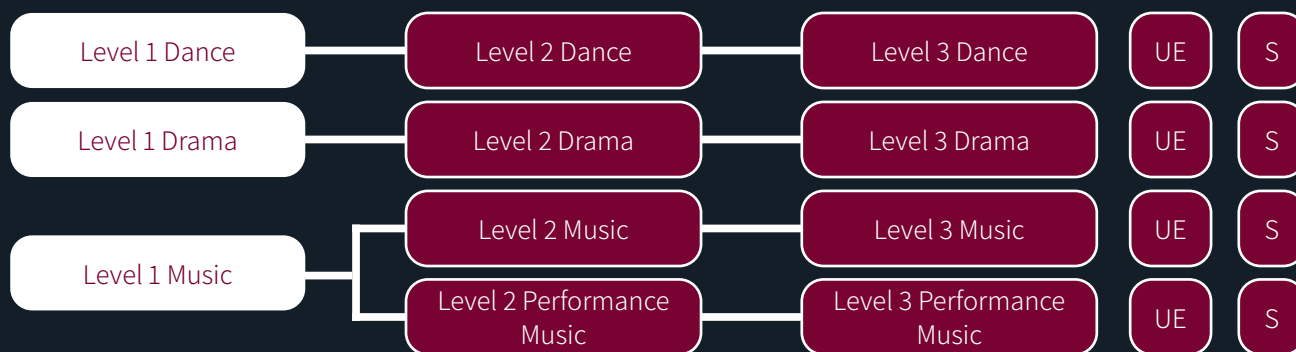 Level 1 Dance
Level 2 Dance
Level 3 Dance
UE
S
Level 1 Drama
Level 2 Drama
Level 3 Drama
UE
S
Level 1 Music
Level 2 Music
Level 3 Music
UE
S
Level 2 Performance
Music
Level 3 Performance
Music
UE
S